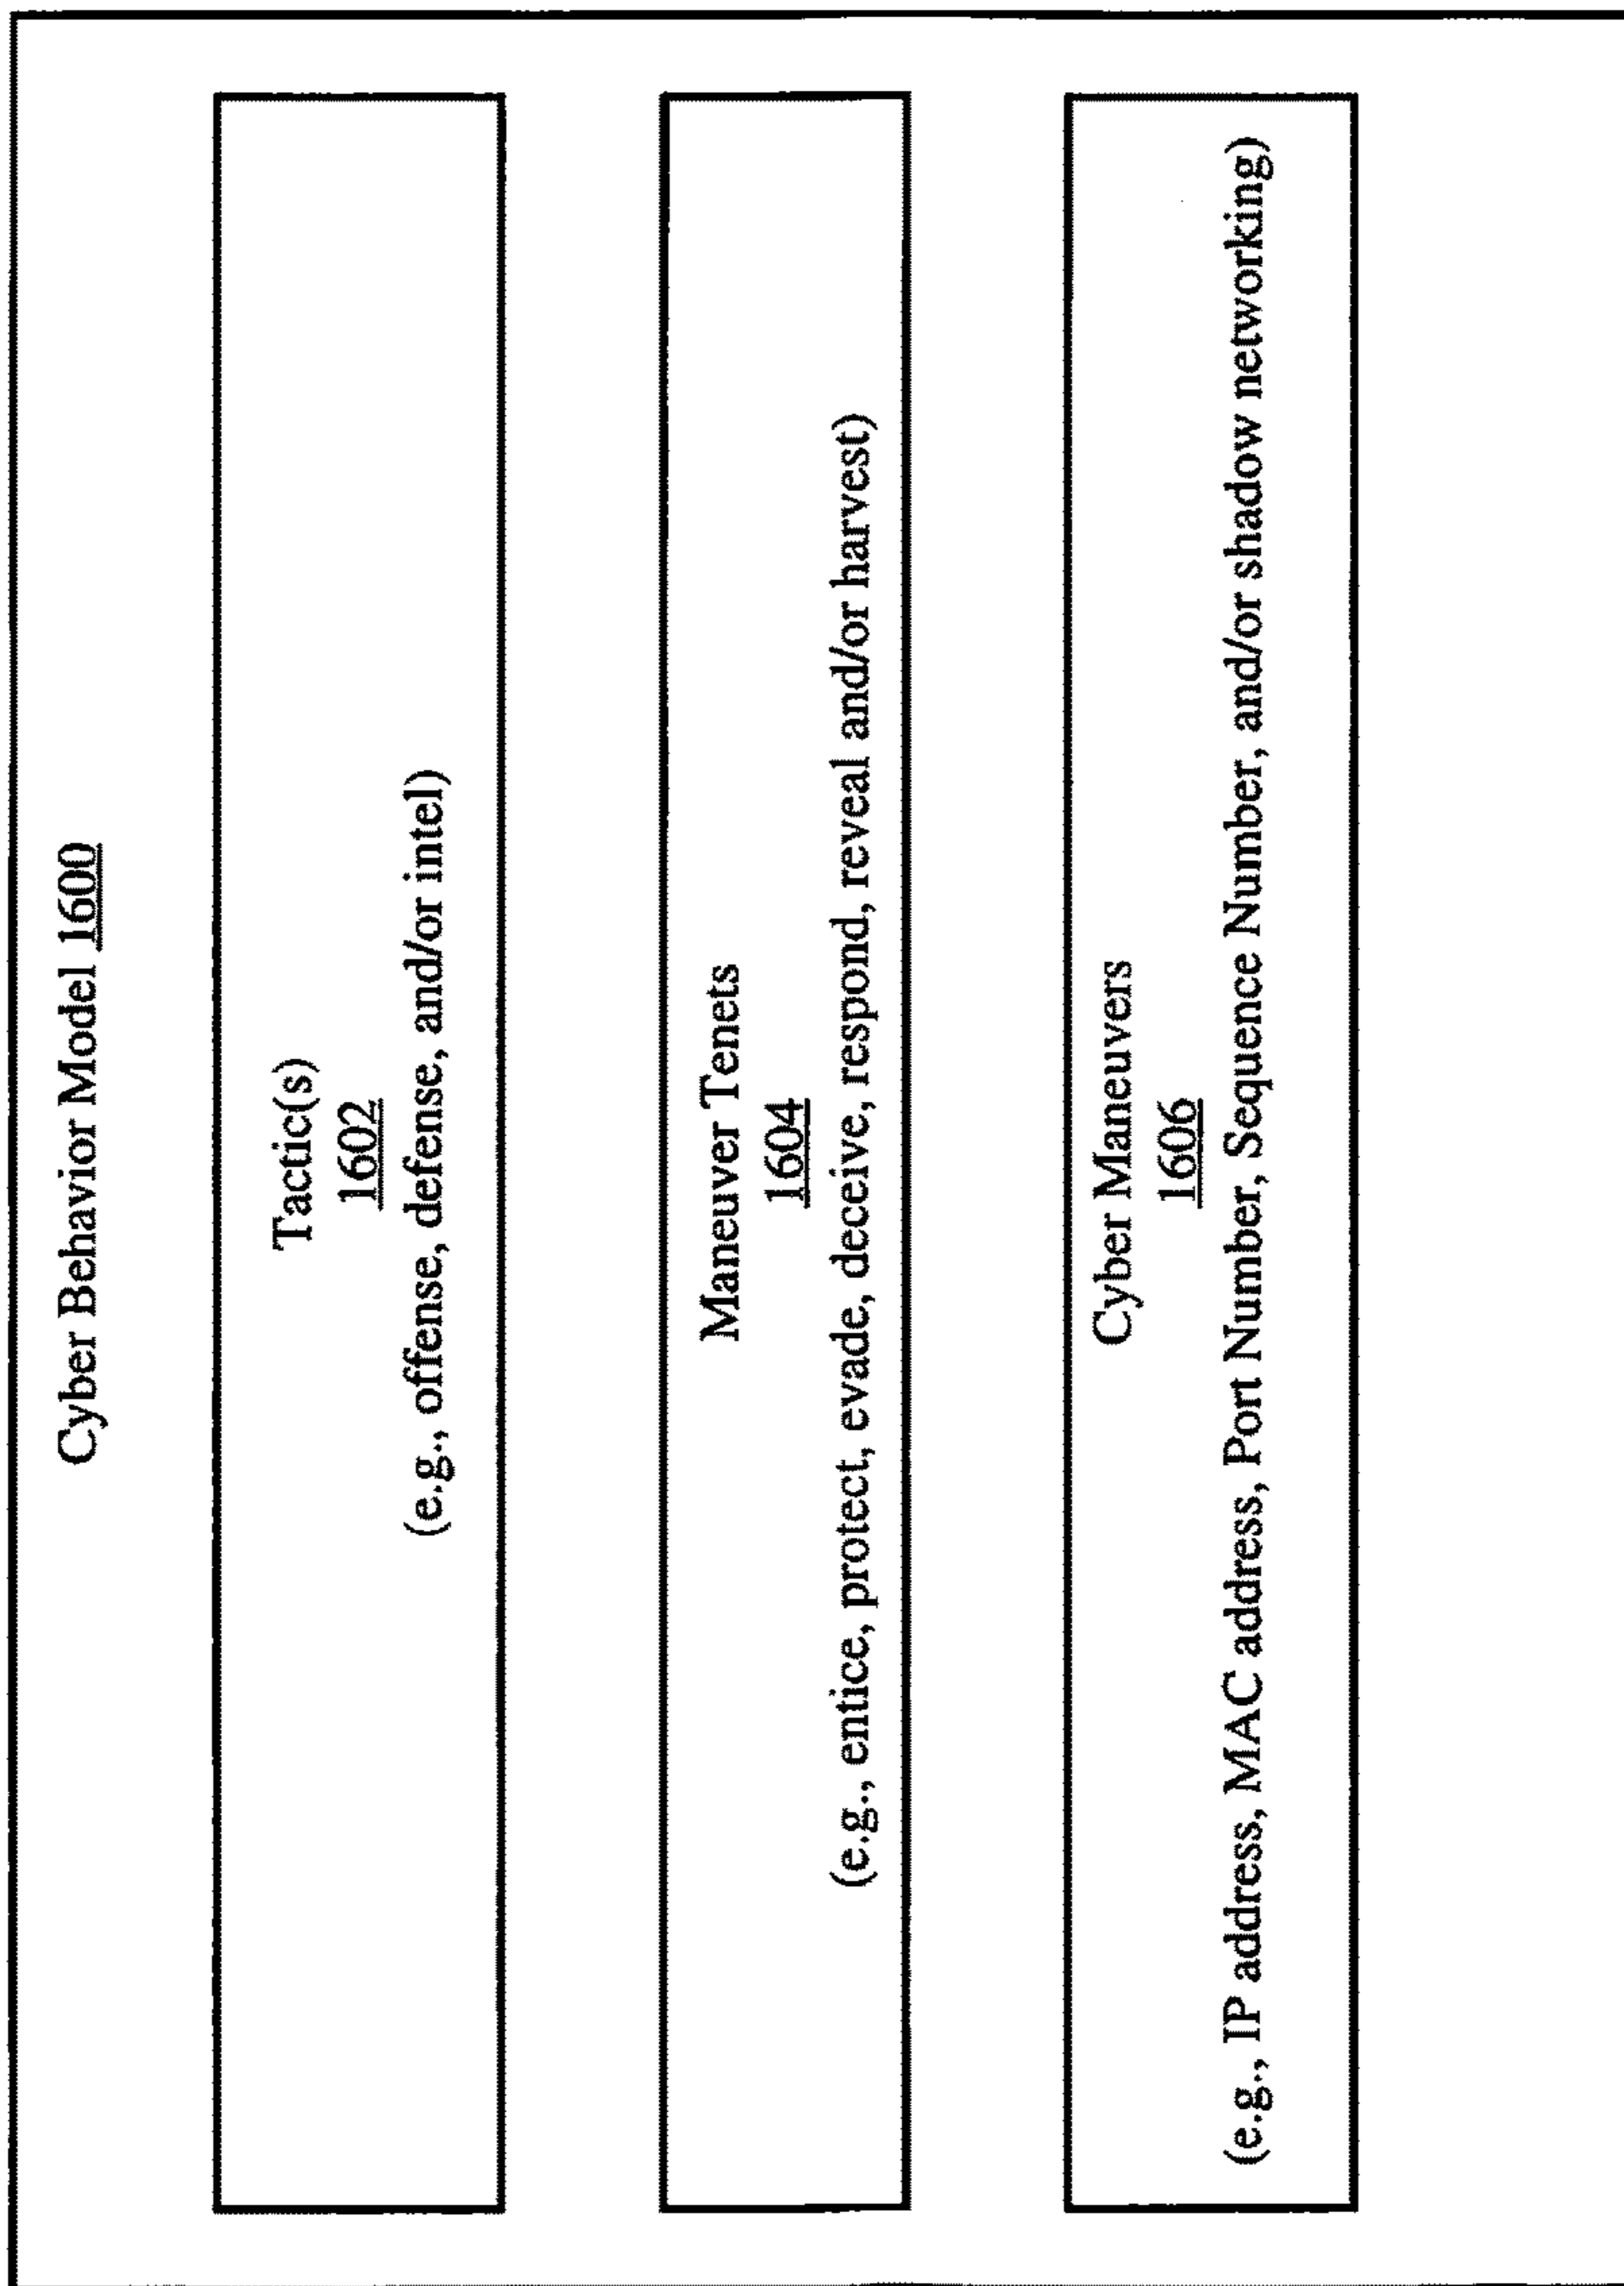 Cyber Behavior Model 1600
Tactic(s)
1602
(e.g., offense, defense, and/or intel)
Maneuver Tenets
1604
(e.g., entice, protect, evade, deceive, respond, reveal and/or harvest)
Cyber Maneuvers
1606
(e.g., IP address, MAC address, Port Number, Sequence Number, and/or shadow networking)